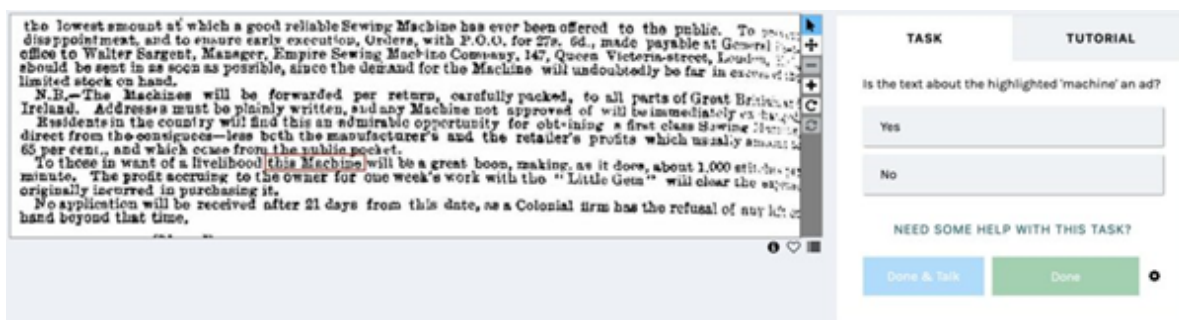 the lowest amount at which a good reliable Sewing Machine has ever been offered to the public. To
disappointment, and to ensure early execution, Orders, with P.O.O. for 27s. 6d., made payable at General
office to Walter Sargent, Manager, Empire Sewing Machine Company, 147, Queen Victoria-street, London,
should be sent in as soon as possible, since the demand for the Machine will undoubtedly be far in excess of the
limited stock on hand.
N.B.—The Machines will be forwarded per return, carefully packed, to all parts of Great Britain
Ireland. Addresses must be plainly written, and any Machine not approved of will be immediately
Residents in the country will find this an admirable opportunity for obtaining a first class Sewing
direct from the consignees—less both the manufacturer's and the retailer's profits which usually
65 per cent., and which come from the public pocket.
To those in want of a livelihood this Machine will be a great boon, making, as it does, about 1,000
minute. The profit accruing to the owner for one week's work with the "Little Gem" will clear the
originally incurred in purchasing it.
No application will be received after 21 days from this date, as a Colonial firm has the refusal of any left
hand beyond that time.
TASK
TUTORIAL
Is the text about the highlighted 'machine' an ad?
Yes
No
NEED SOME HELP WITH THIS TASK?
Done & Talk
Done